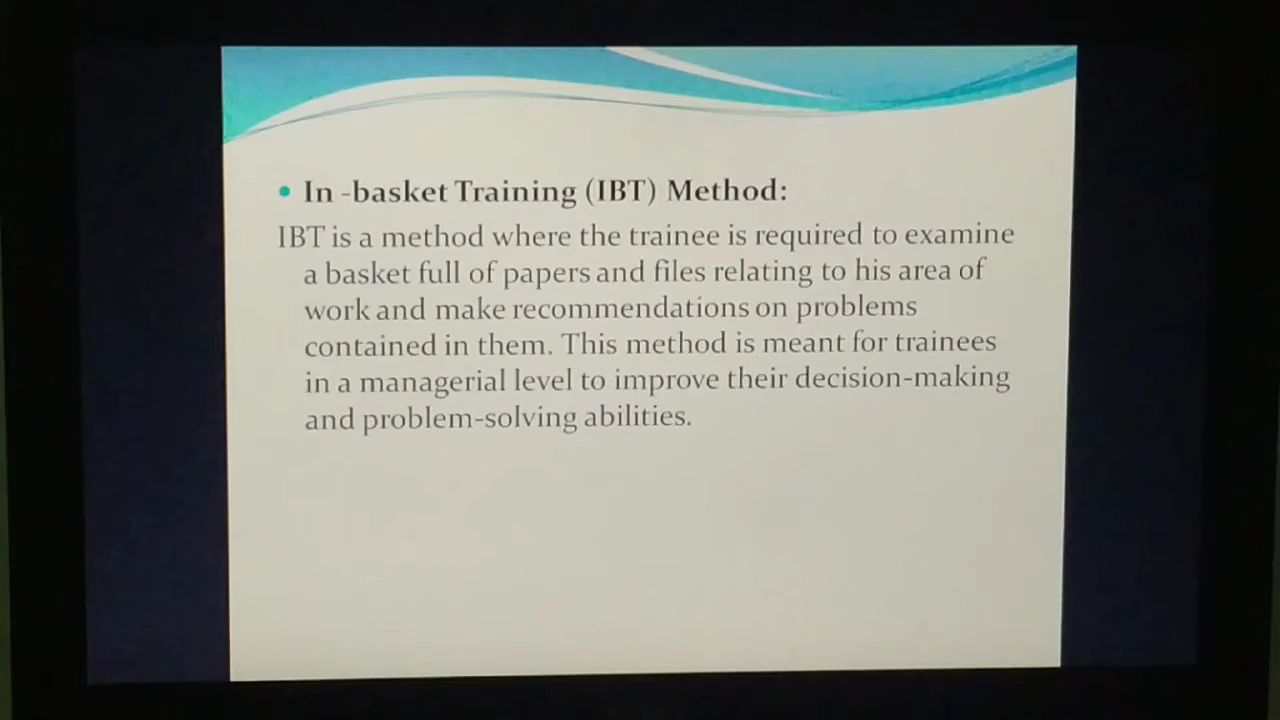 • In -basket Training (IBT) Method:
IBT is a method where the trainee is required to examine
a basket full of papers and files relating to his area of
work and make recommendations on problems
contained in them. This method is meant for trainees
in a managerial level to improve their decision-making
and problem-solving abilities.